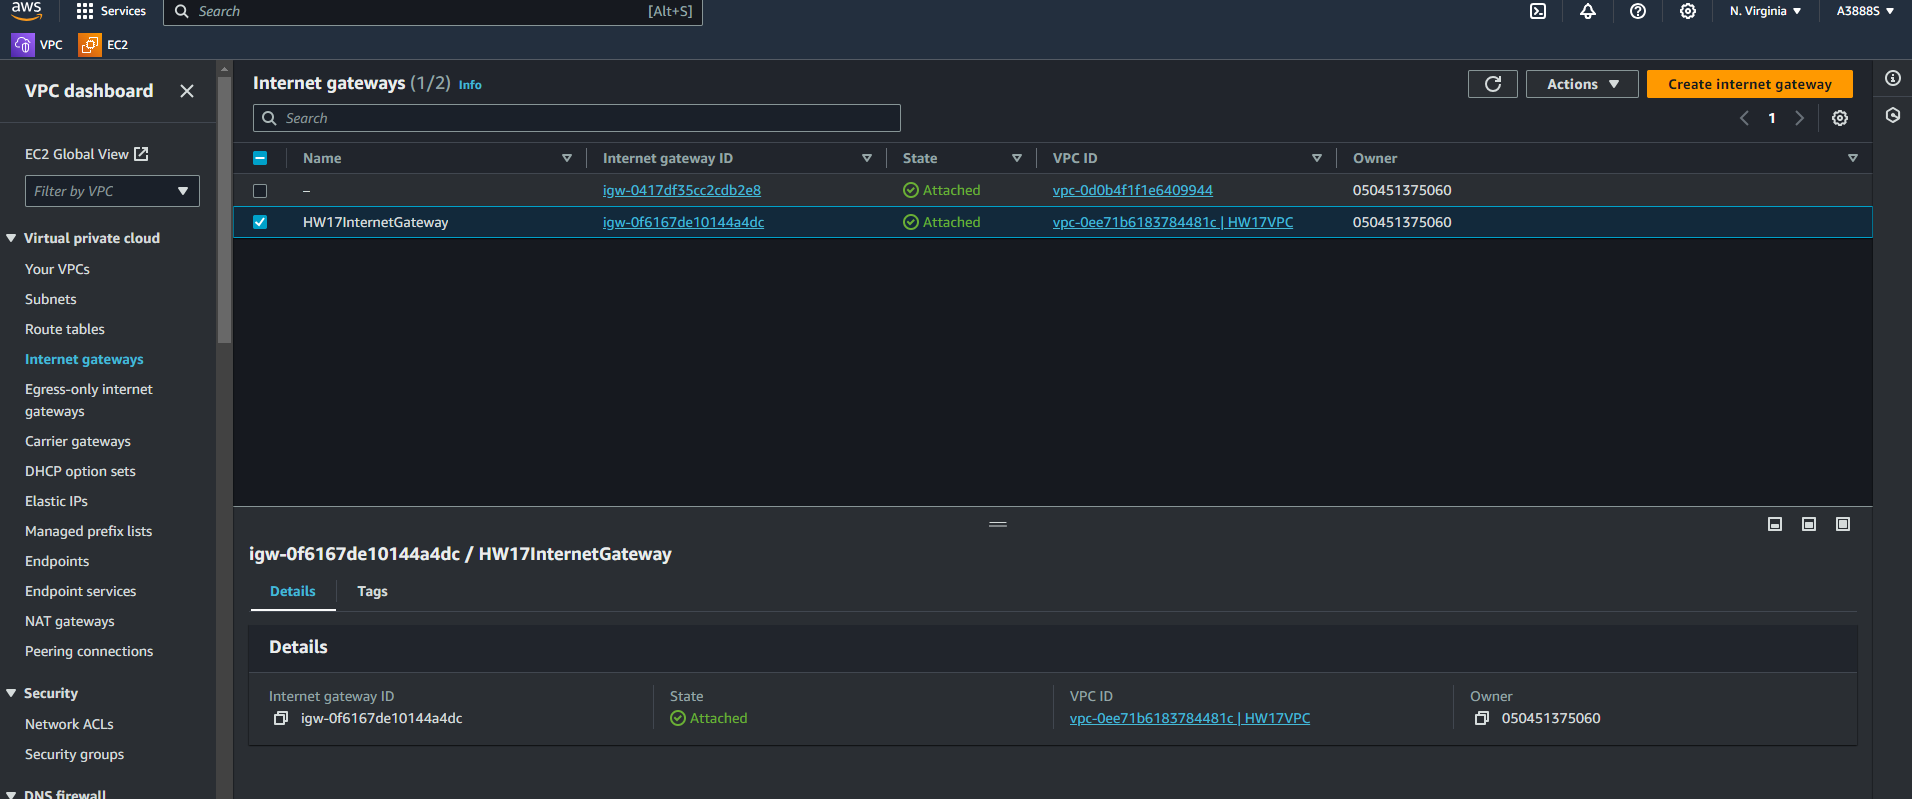 aws Services Search [Alt+S] N. Virginia A3888S
VPC EC2
VPC dashboard
EC2 Global View
Filter by VPC
Virtual private cloud
Your VPCs
Subnets
Route tables
Internet gateways
Egress-only internet
gateways
Carrier gateways
DHCP option sets
Elastic IPs
Managed prefix lists
Endpoints
Endpoint services
NAT gateways
Peering connections
Security
Network ACLs
Security groups
DNS firewall
Internet gateways (1/2) Info
Actions Create internet gateway
Search
1
Name Internet gateway ID State VPC ID Owner
– igw-0417df35cc2cdb2e8 Attached vpc-0d0b4f1f1e6409944 050451375060
HW17InternetGateway igw-0f6167de10144a4dc Attached vpc-0ee71b6183784481c | HW17VPC 050451375060
igw-0f6167de10144a4dc / HW17InternetGateway
Details Tags
Details
Internet gateway ID State VPC ID Owner
igw-0f6167de10144a4dc Attached vpc-0ee71b6183784481c | HW17VPC 050451375060